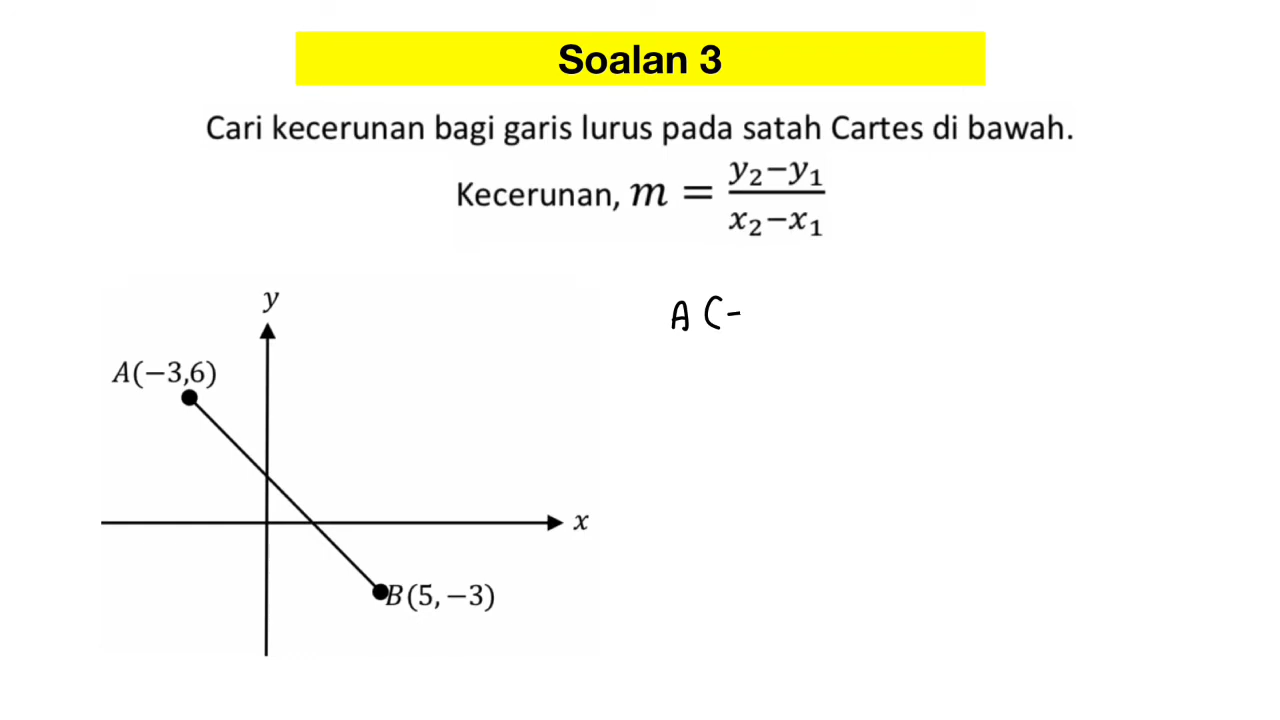 Soalan 3
Cari kecerunan bagi garis lurus pada satah Cartes di bawah.
Kecerunan, m = y₂−y₁ / x₂−x₁
y
A (-
A(−3,6)
x
B(5, −3)